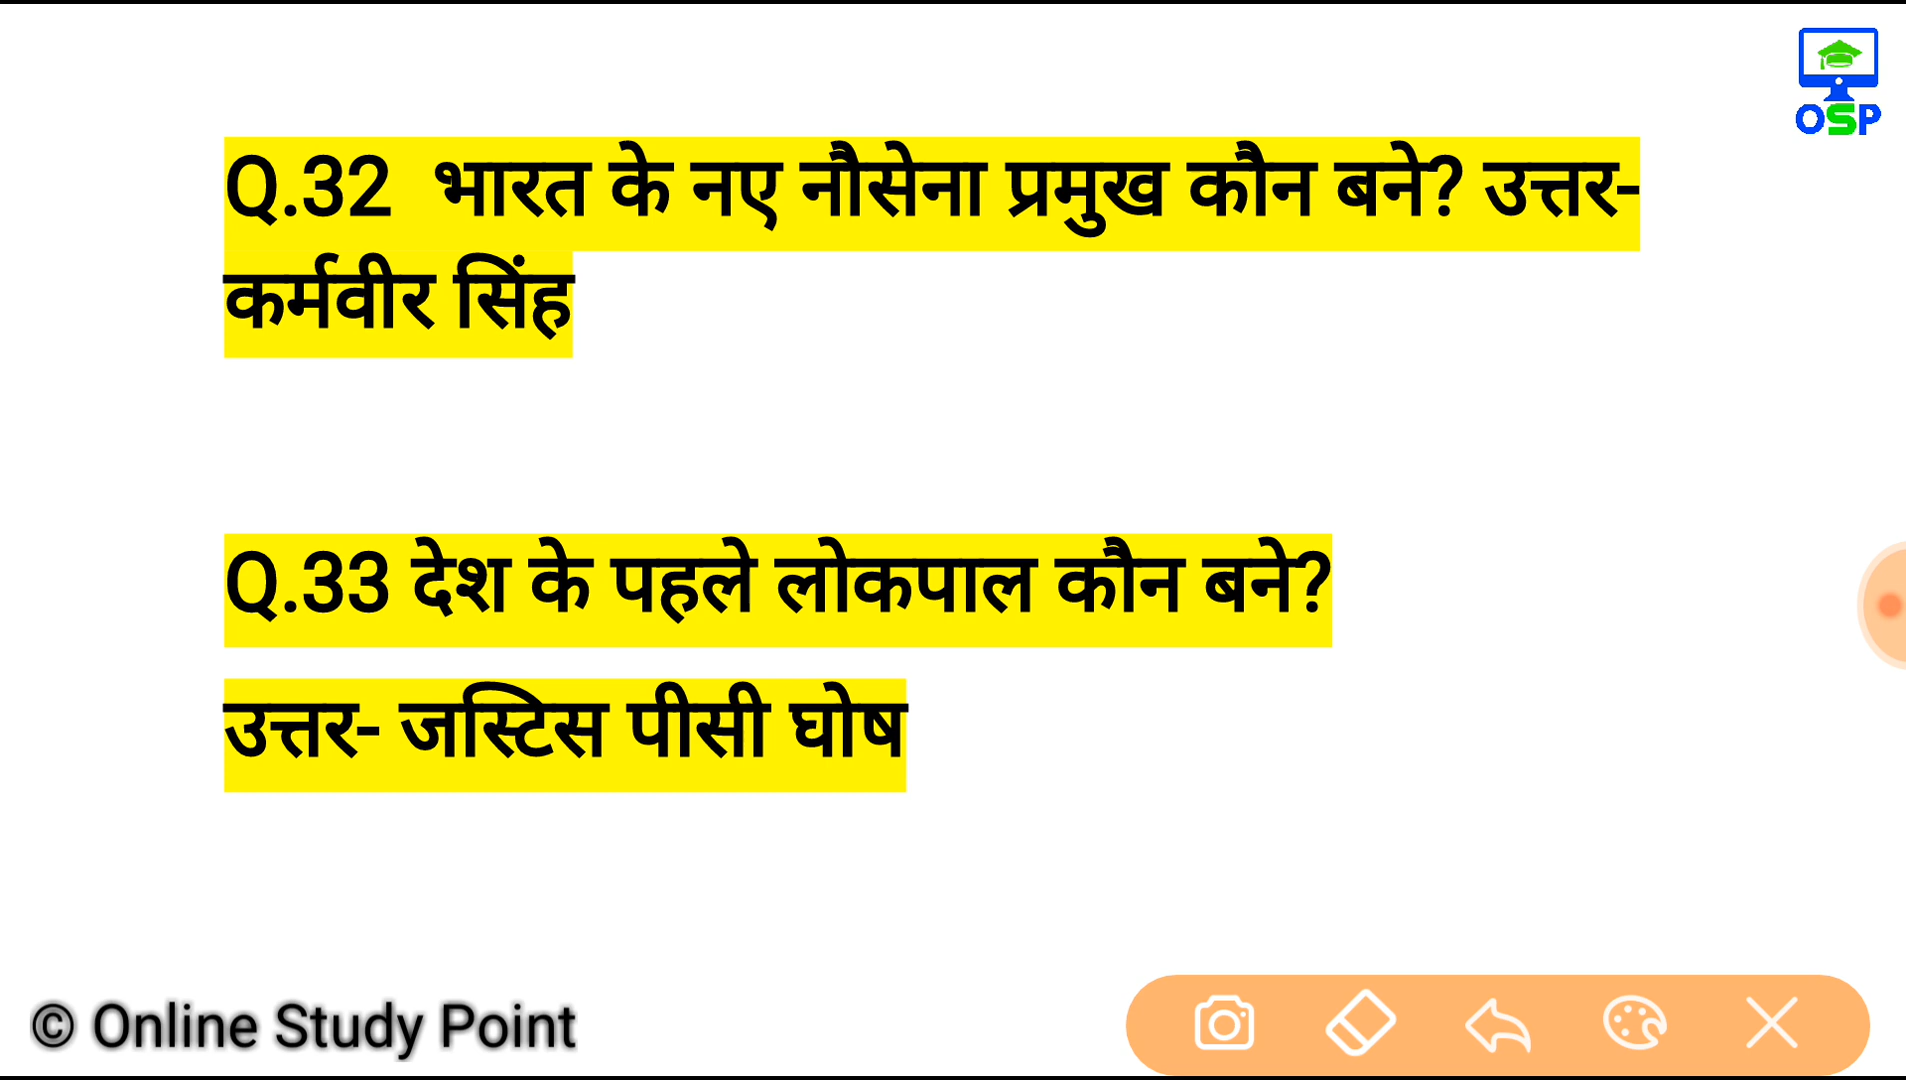 OSP
Q.32 भारत के नए नौसेना प्रमुख कौन बने? उत्तर-
कर्मवीर सिंह
Q.33 देश के पहले लोकपाल कौन बने?
उत्तर- जस्टिस पीसी घोष
© Online Study Point